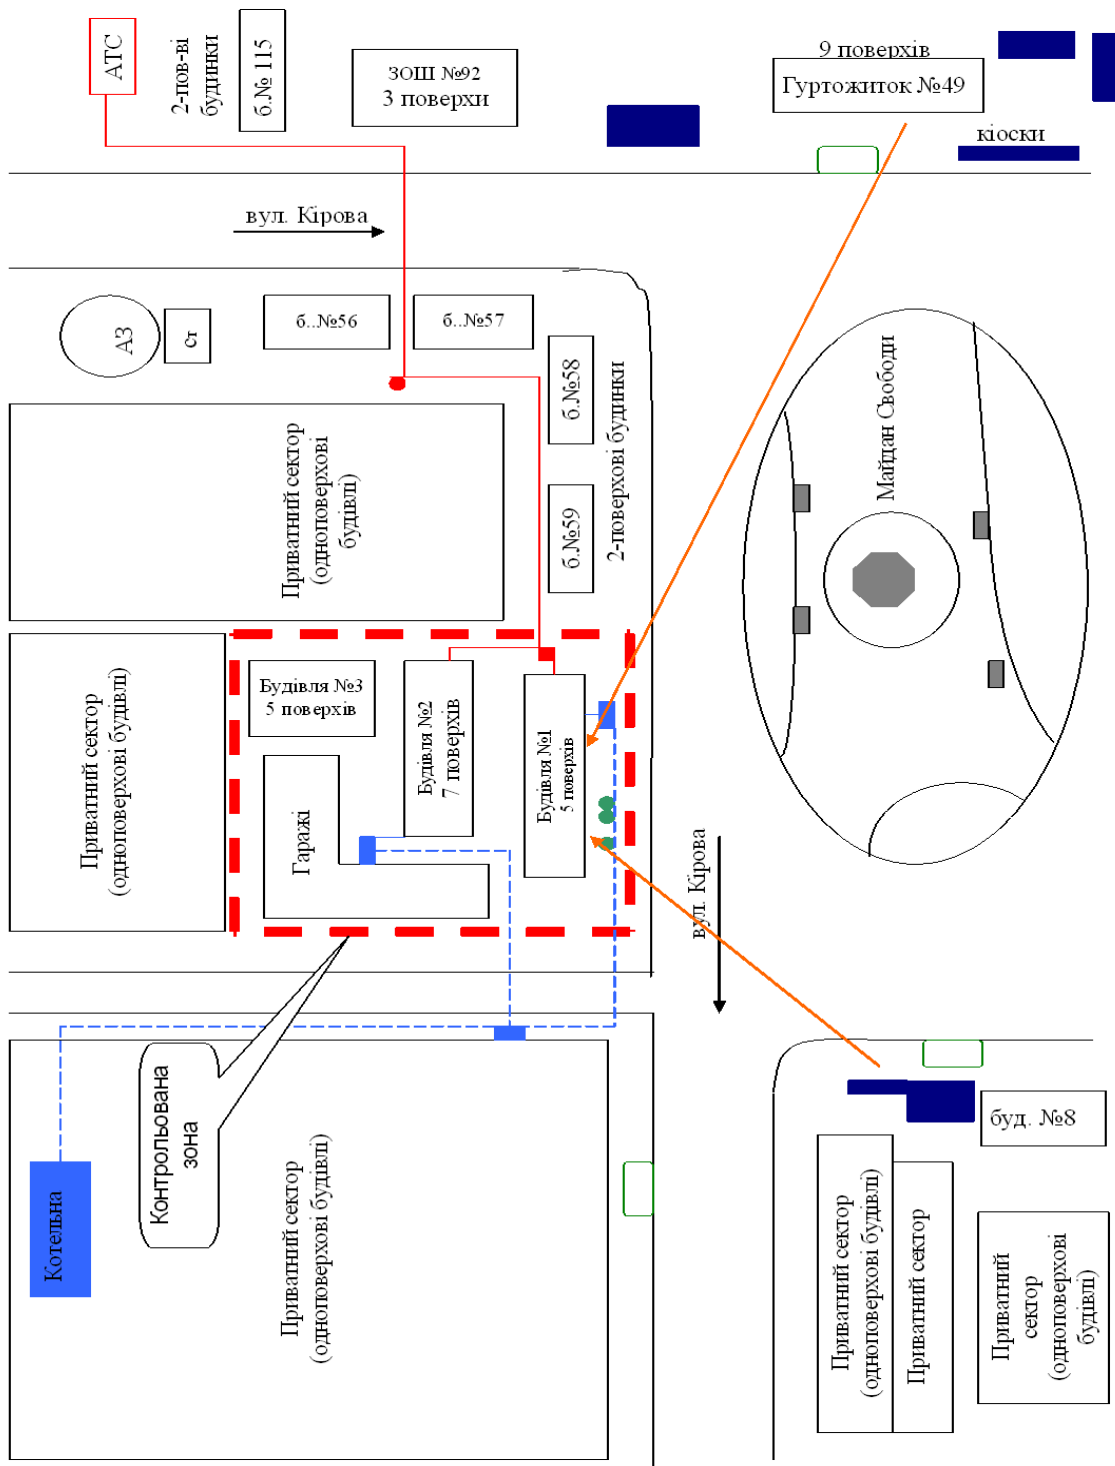 АТС
2-пов-ві
будинки
б.№ 115
ЗОШ №92
3 поверхи
9 поверхів
Гуртожиток №49
кіоски
вул. Кірова
АЗ
ст
б..№56
б..№57
б.№58
б.№59
2-поверхові будинки
Майдан Свободи
Приватний сектор
(одноповерхові
будівлі)
Приватний сектор
(одноповерхові будівлі)
Будівля №3
5 поверхів
Будівля №2
7 поверхів
Будівля №1
5 поверхів
Гаражі
вул. Кірова
Контрольована
зона
Котельна
Приватний сектор
(одноповерхові будівлі)
буд. №8
Приватний сектор
(одноповерхові будівлі)
Приватний сектор
Приватний
сектор
(одноповерхові
будівлі)